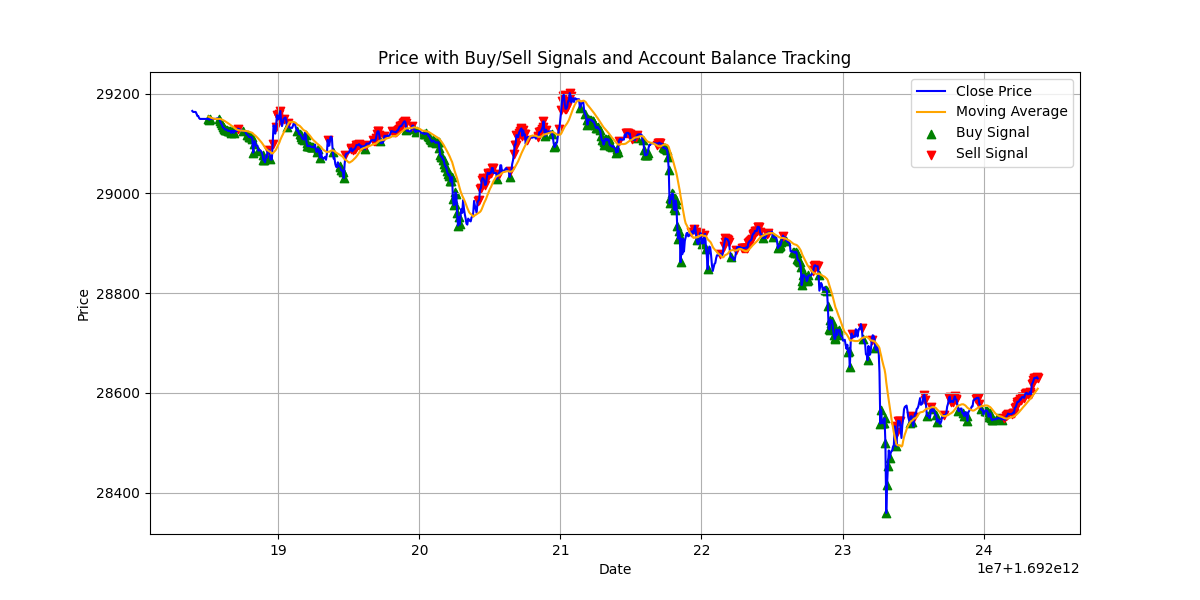 Price with Buy/Sell Signals and Account Balance Tracking
Close Price
Moving Average
Buy Signal
Sell Signal
29200
29000
28800
28600
28400
Price
19 20 21 22 23 24
Date
1e7+1.692e12